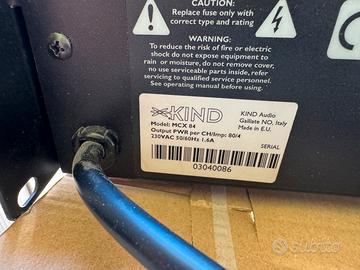 CAUTION
Replace fuse only with
correct type and rating
WARNING
To reduce the risk of fire or electric
shock do not expose equipment to
rain or moisture, do not remove cover,
no use serviceable parts inside, refer
servicing to qualified service personnel.
See operating manual before using.
KIND
KIND Audio
Galliate NO, Italy
Made in E.U.
Model: MCX 84
Output PWR per CH/Imp: 80/4
230VAC 50/60Hz 1.6A
SERIAL
03040086
subito